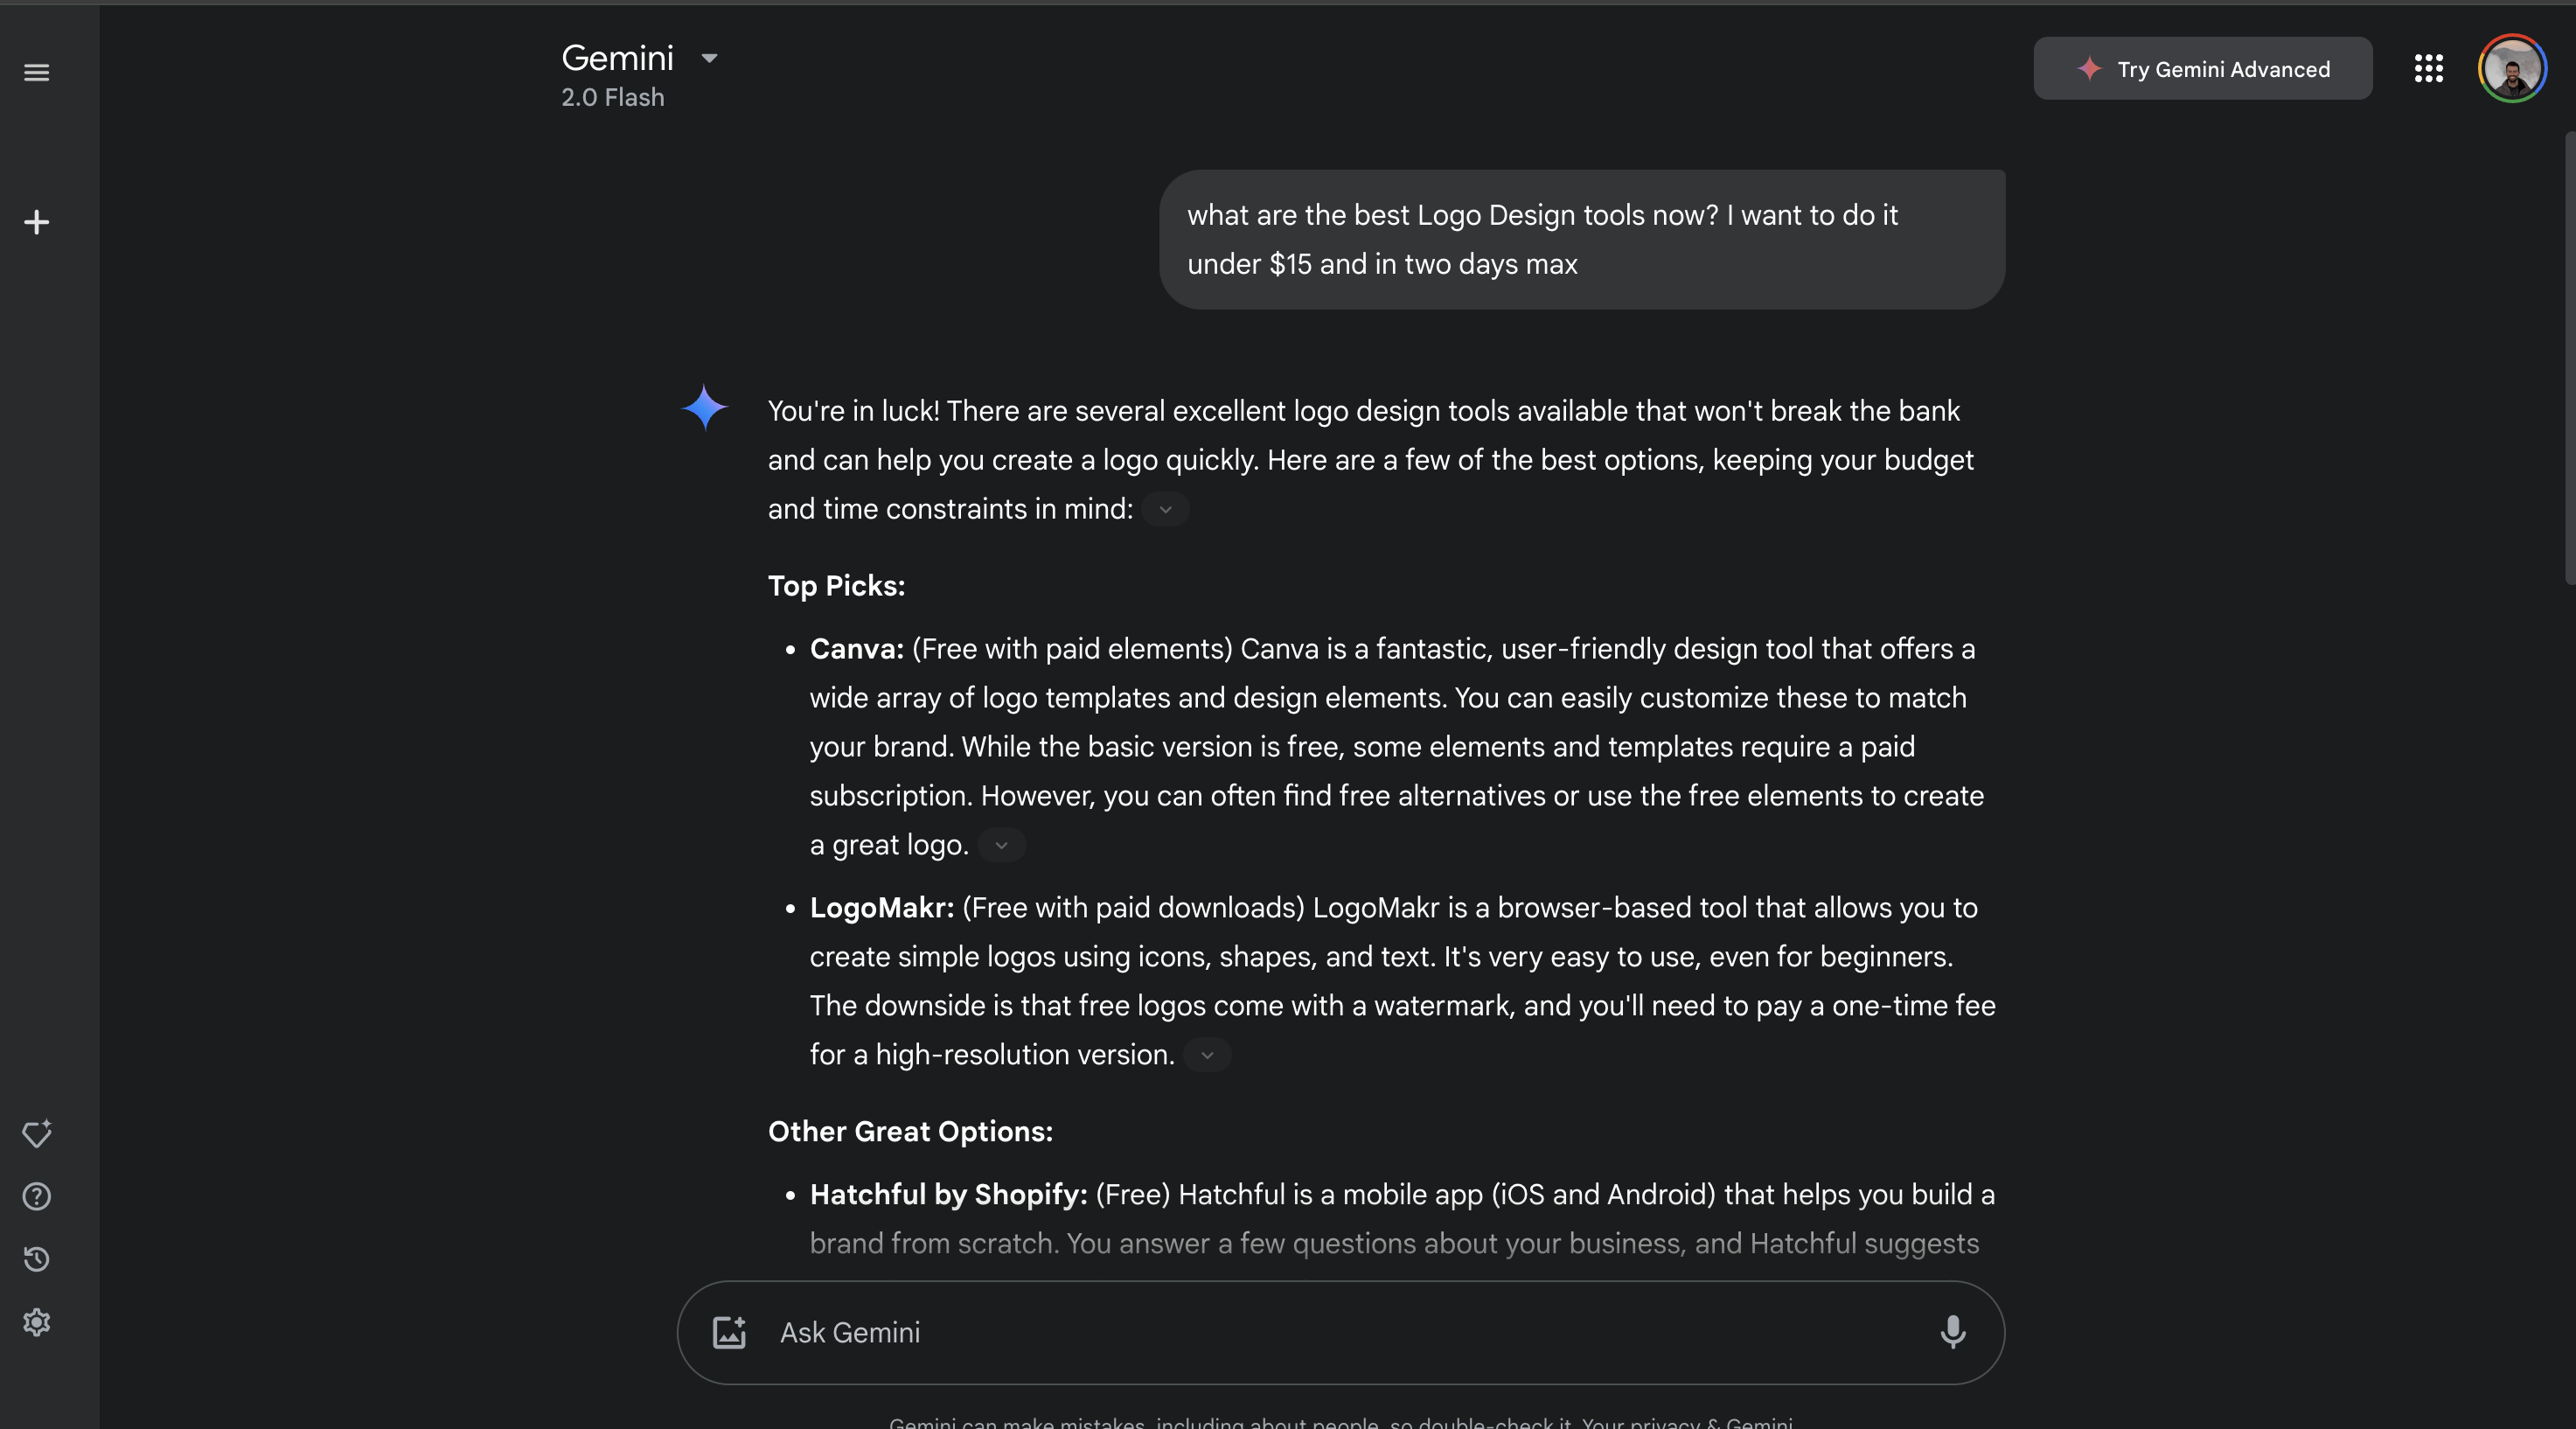 Gemini
2.0 Flash
Try Gemini Advanced
what are the best Logo Design tools now? I want to do it
under $15 and in two days max
You're in luck! There are several excellent logo design tools available that won't break the bank
and can help you create a logo quickly. Here are a few of the best options, keeping your budget
and time constraints in mind:
Top Picks:
• Canva: (Free with paid elements) Canva is a fantastic, user-friendly design tool that offers a
wide array of logo templates and design elements. You can easily customize these to match
your brand. While the basic version is free, some elements and templates require a paid
subscription. However, you can often find free alternatives or use the free elements to create
a great logo.
• LogoMakr: (Free with paid downloads) LogoMakr is a browser-based tool that allows you to
create simple logos using icons, shapes, and text. It's very easy to use, even for beginners.
The downside is that free logos come with a watermark, and you'll need to pay a one-time fee
for a high-resolution version.
Other Great Options:
• Hatchful by Shopify: (Free) Hatchful is a mobile app (iOS and Android) that helps you build a
brand from scratch. You answer a few questions about your business, and Hatchful suggests
Ask Gemini
Gemini can make mistakes, including about people, so double-check it. Your privacy & Gemini